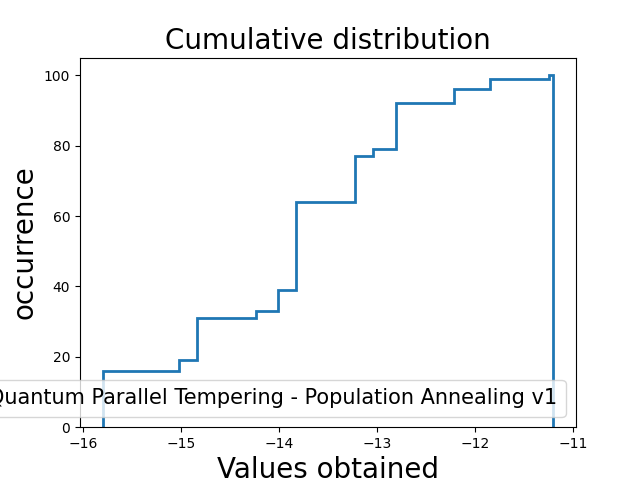 Cumulative distribution
occurrence
100
80
60
40
20
0
Parallel Tempering - Population Annealing v1
−16 −15 −14 −13 −12 −11
Values obtained